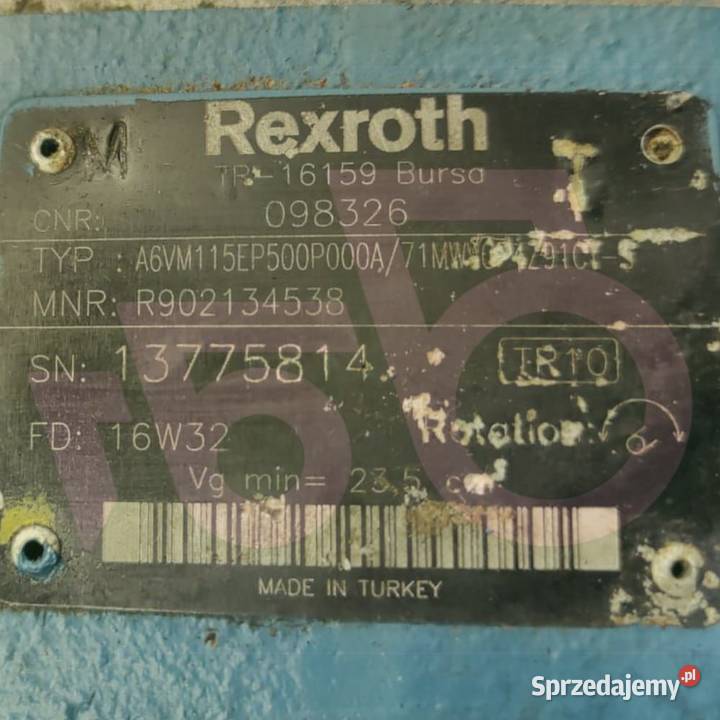 Rexroth
M
TR-16159 Bursa
CNR: 098326
TYP :
MNR: R902134538
SN: 13775814
TR10
FD: 16W32
Rotation:
Vg min= 23,5
MADE IN TURKEY
Sprzedajemy.pl